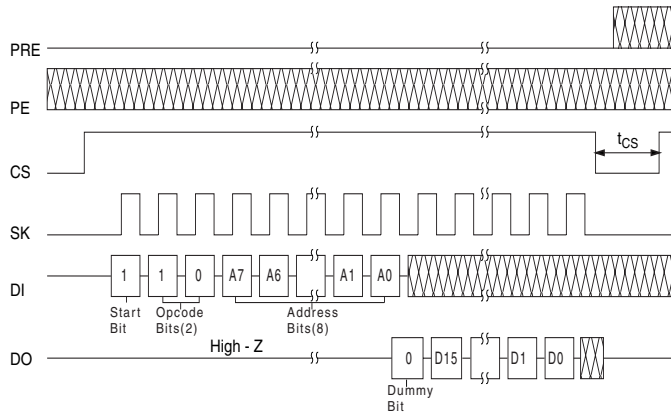 PRE
PE
CS
tCS
SK
DI
1 1 0 A7 A6 A1 A0
Start Bit
Opcode Bits(2)
Address Bits(8)
High - Z
DO
0 D15 D1 D0
Dummy Bit